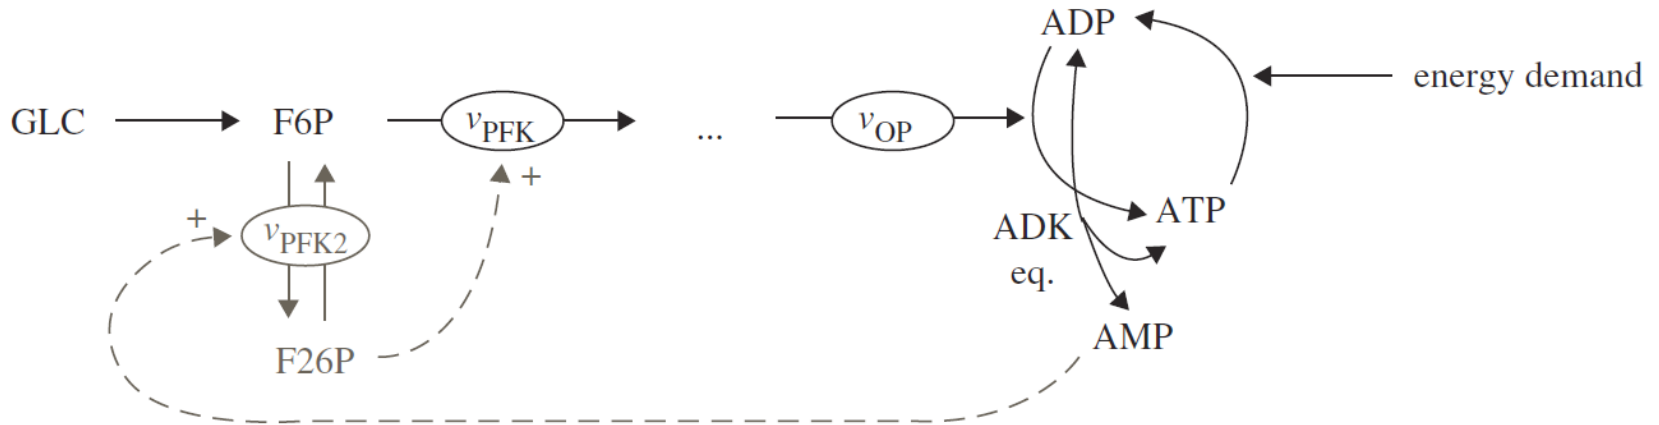 ADP
energy demand
GLC
F6P
vPFK
...
vOP
+
+
vPFK2
ADK
eq.
ATP
F26P
AMP